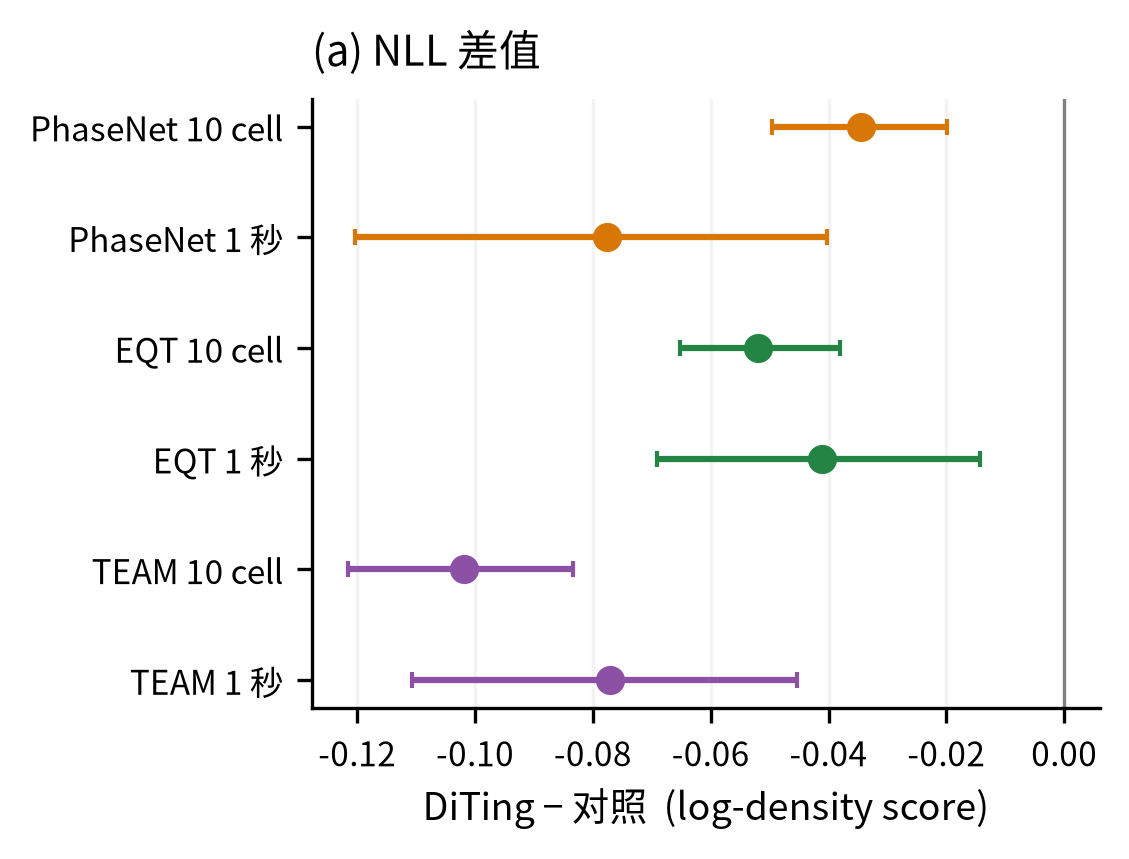 (a) NLL 差值
PhaseNet 10 cell
PhaseNet 1 秒
EQT 10 cell
EQT 1 秒
TEAM 10 cell
TEAM 1 秒
-0.12 -0.10 -0.08 -0.06 -0.04 -0.02 0.00
DiTing − 对照 (log-density score)